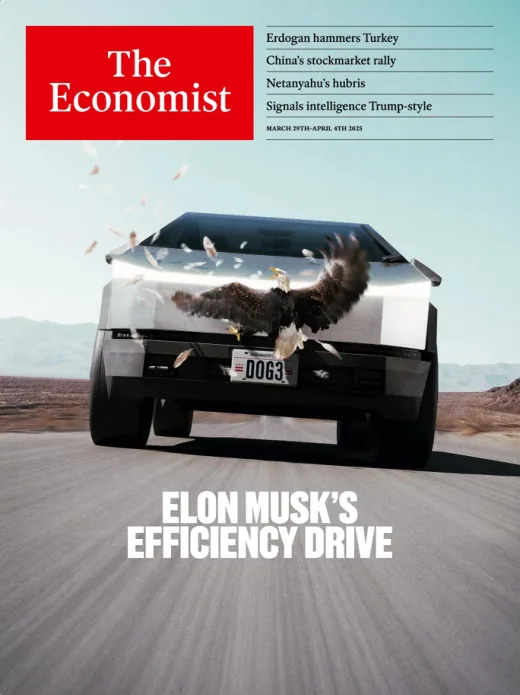 The
Economist
Erdogan hammers Turkey
China's stockmarket rally
Netanyahu's hubris
Signals intelligence Trump-style
MARCH 29TH-APRIL 4TH 2025
DOG3
ELON MUSK'S
EFFICIENCY DRIVE